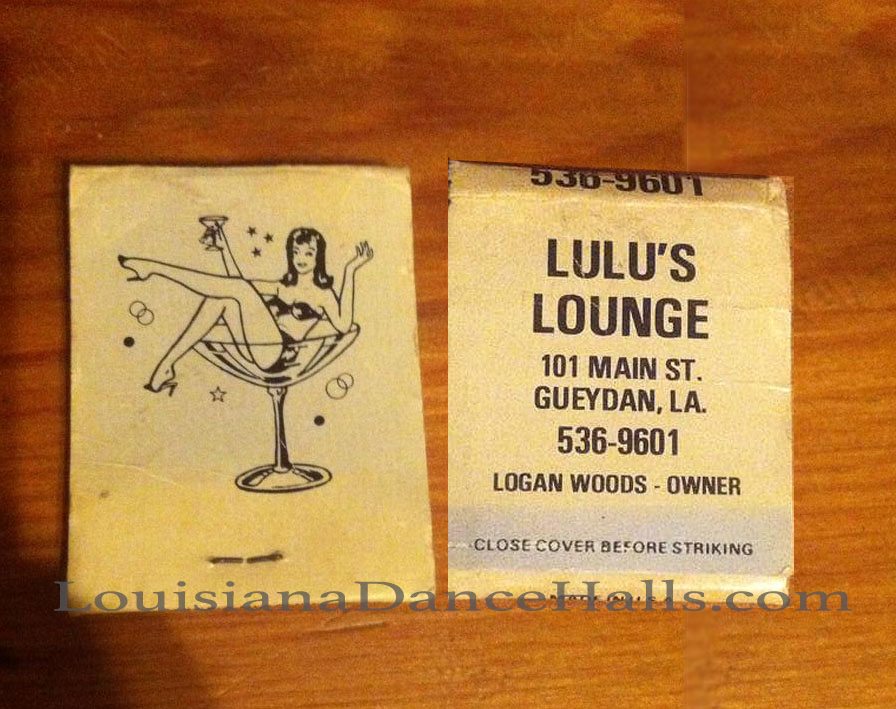 536-9601
LULU'S
LOUNGE
101 MAIN ST.
GUEYDAN, LA.
536-9601
LOGAN WOODS - OWNER
CLOSE COVER BEFORE STRIKING
LouisianaDanceHalls.com